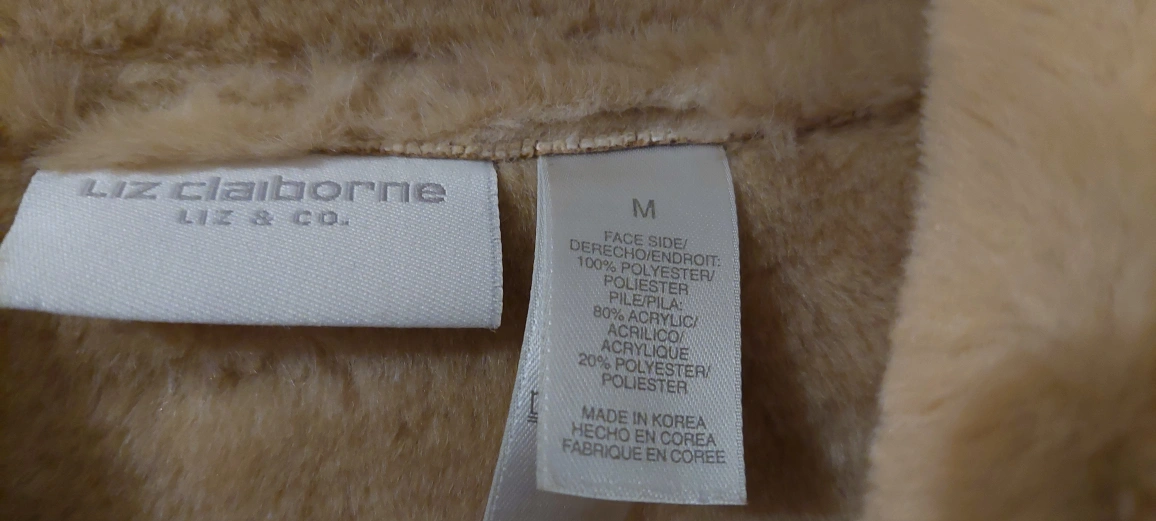 LIZ claiborne
LIZ & CO.
M
FACE SIDE/
DERECHO/ENDROIT:
100% POLYESTER/
POLIESTER
PILE/PILA:
80% ACRYLIC/
ACRILICO/
ACRYLIQUE
20% POLYESTER/
POLIESTER
MADE IN KOREA
HECHO EN COREA
FABRIQUE EN COREE